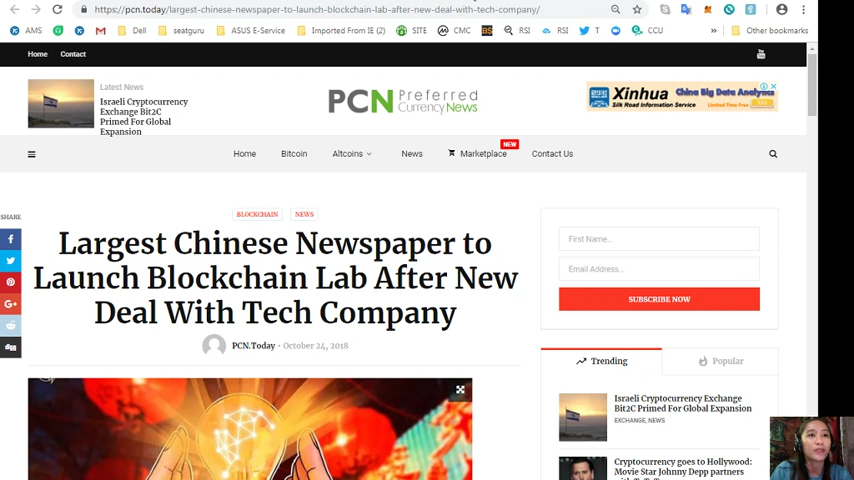 https://pcn.today/largest-chinese-newspaper-to-launch-blockchain-lab-after-new-deal-with-tech-company/
AMS
Dell
seatguru
ASUS E-Service
Imported From IE (2)
SITE
CMC
RSI
RSI
T
CCU
»
Other bookmarks
Home
Contact
Latest News
Israeli Cryptocurrency
Exchange Bit2C
Primed For Global
Expansion
PCN Preferred
Currency News
Xinhua
Silk Road Information Service
China Big Data Analytics
Limited Time Free
Home
Bitcoin
Altcoins
News
Marketplace
NEW
Contact Us
SHARE
BLOCKCHAIN
NEWS
Largest Chinese Newspaper to
Launch Blockchain Lab After New
Deal With Tech Company
PCN.Today • October 24, 2018
First Name...
Email Address...
SUBSCRIBE NOW
Trending
Popular
Israeli Cryptocurrency Exchange
Bit2C Primed For Global Expansion
EXCHANGE, NEWS
Cryptocurrency goes to Hollywood:
Movie Star Johnny Depp partners